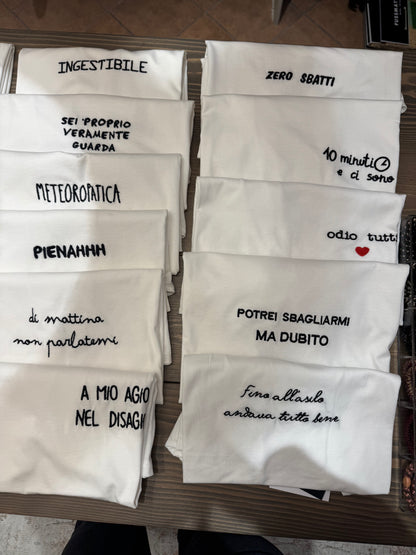 INGESTIBILE
SEI PROPRIO
VERAMENTE
GUARDA
METEOROPATICA
PIENAHHH
di mattina
non parlatemi
A MIO AGIO
NEL DISAGI
ZERO SBATTI
10 minuti
e ci sono
odio tutti
POTREI SBAGLIARMI
MA DUBITO
Fino all'asilo
andava tutto bene